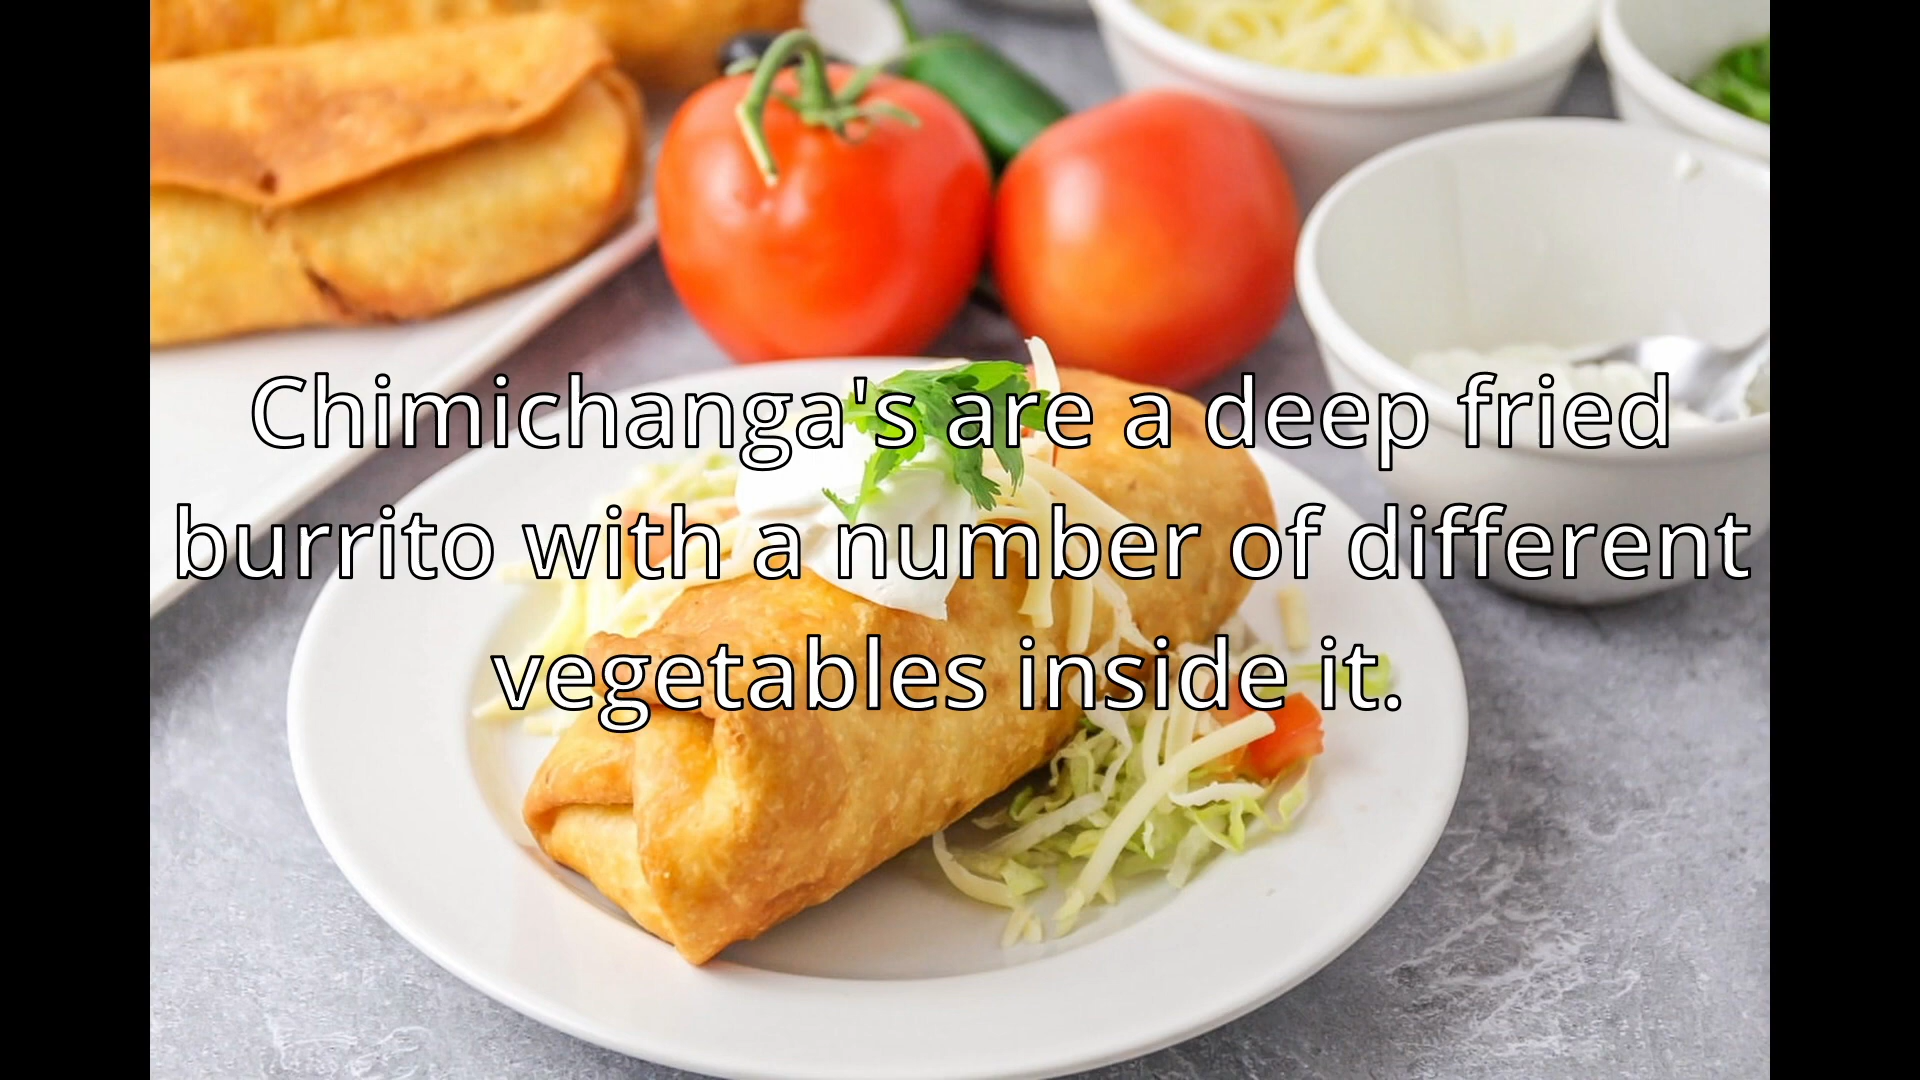 Chimichanga's are a deep fried
burrito with a number of different
vegetables inside it.